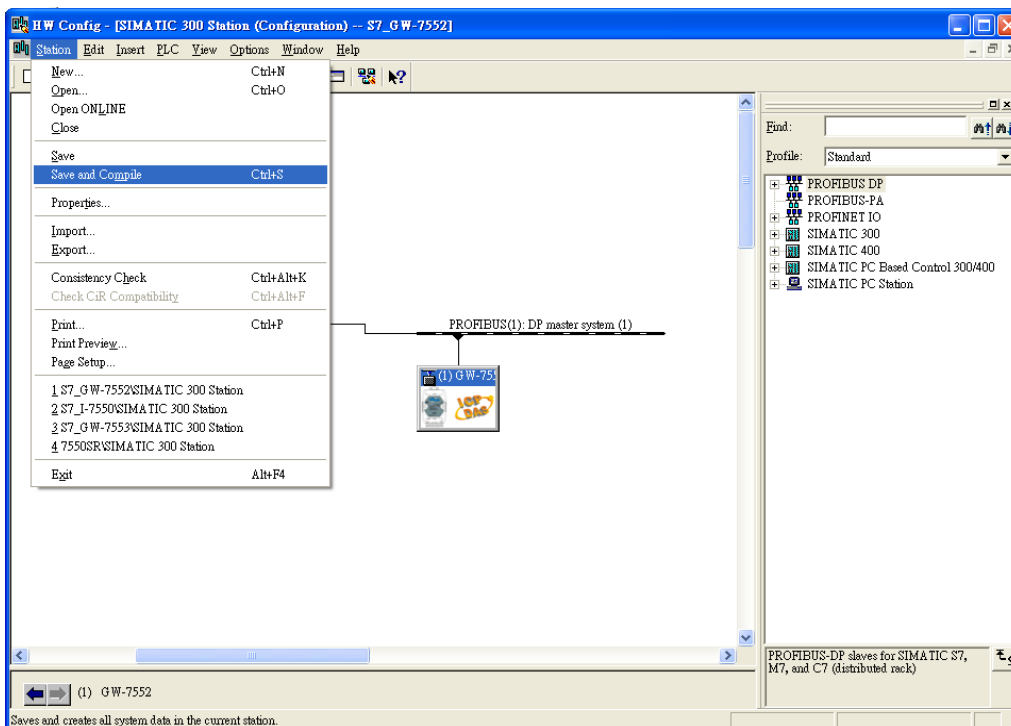 HW Config - [SIMATIC 300 Station (Configuration) -- S7_GW-7552]
Station Edit Insert PLC View Options Window Help
New... Ctrl+N
Open... Ctrl+O
Open ONLINE
Close
Save
Save and Compile Ctrl+S
Properties...
Import...
Export...
Consistency Check Ctrl+Alt+K
Check CiR Compatibility Ctrl+Alt+F
Print... Ctrl+P
Print Preview...
Page Setup...
1 S7_GW-7552\SIMATIC 300 Station
2 S7_I-7550\SIMATIC 300 Station
3 S7_GW-7553\SIMATIC 300 Station
4 7550SR\SIMATIC 300 Station
Exit Alt+F4
PROFIBUS(1): DP master system (1)
(1) GW-755
ICP
DAS
Find:
Profile: Standard
PROFIBUS DP
PROFIBUS-PA
PROFINET IO
SIMATIC 300
SIMATIC 400
SIMATIC PC Based Control 300/400
SIMATIC PC Station
PROFIBUS-DP slaves for SIMATIC S7,
M7, and C7 (distributed rack)
(1) GW-7552
Saves and creates all system data in the current station.